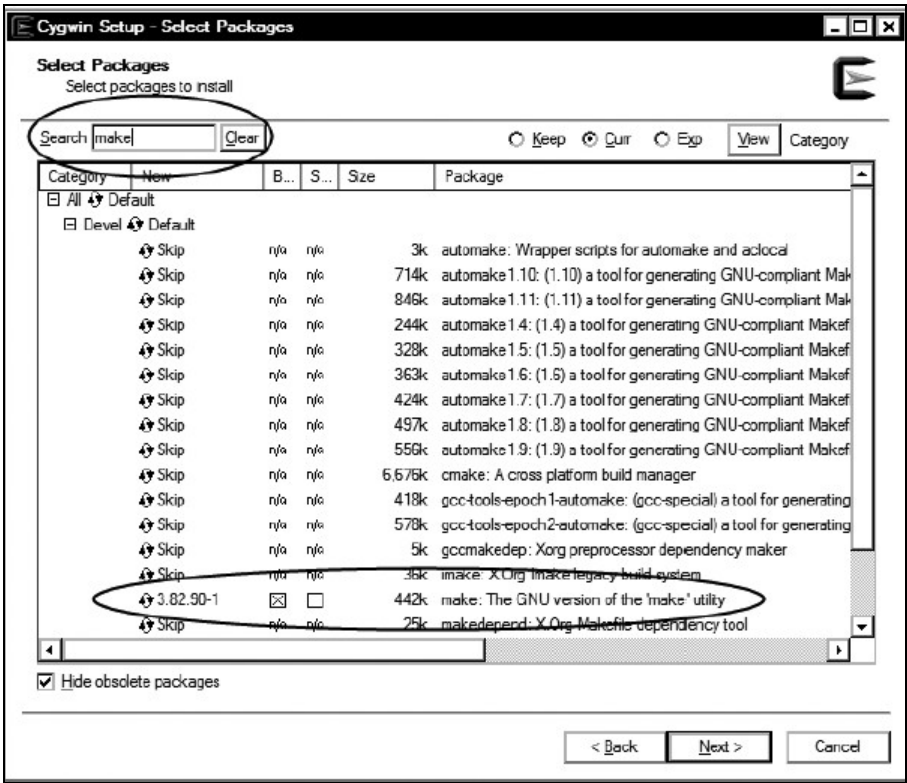 Cygwin Setup - Select Packages
Select Packages
Select packages to install
Search make Clear Keep Curr Exp View Category
Category New B... S... Size Package
All Default
Devel Default
Skip n/a n/a 3k automake: Wrapper scripts for automake and aclocal
Skip n/a n/a 714k automake1.10: (1.10) a tool for generating GNU-compliant Mak
Skip n/a n/a 846k automake1.11: (1.11) a tool for generating GNU-compliant Mak
Skip n/a n/a 244k automake1.4: (1.4) a tool for generating GNU-compliant Makef
Skip n/a n/a 328k automake1.5: (1.5) a tool for generating GNU-compliant Makef
Skip n/a n/a 363k automake1.6: (1.6) a tool for generating GNU-compliant Makef
Skip n/a n/a 424k automake1.7: (1.7) a tool for generating GNU-compliant Makef
Skip n/a n/a 497k automake1.8: (1.8) a tool for generating GNU-compliant Makef
Skip n/a n/a 556k automake1.9: (1.9) a tool for generating GNU-compliant Makef
Skip n/a n/a 6,676k cmake: A cross platform build manager
Skip n/a n/a 418k gcc-tools-epoch1-automake: (gcc-special) a tool for generating
Skip n/a n/a 578k gcc-tools-epoch2-automake: (gcc-special) a tool for generating
Skip n/a n/a 5k gccmakedep: Xorg preprocessor dependency maker
Skip n/a n/a 36k imake: X.Org Imake legacy build system
3.82.90-1 442k make: The GNU version of the 'make' utility
Skip n/a n/a 25k makedepend: X.Org Makefile dependency tool
Hide obsolete packages
< Back Next > Cancel